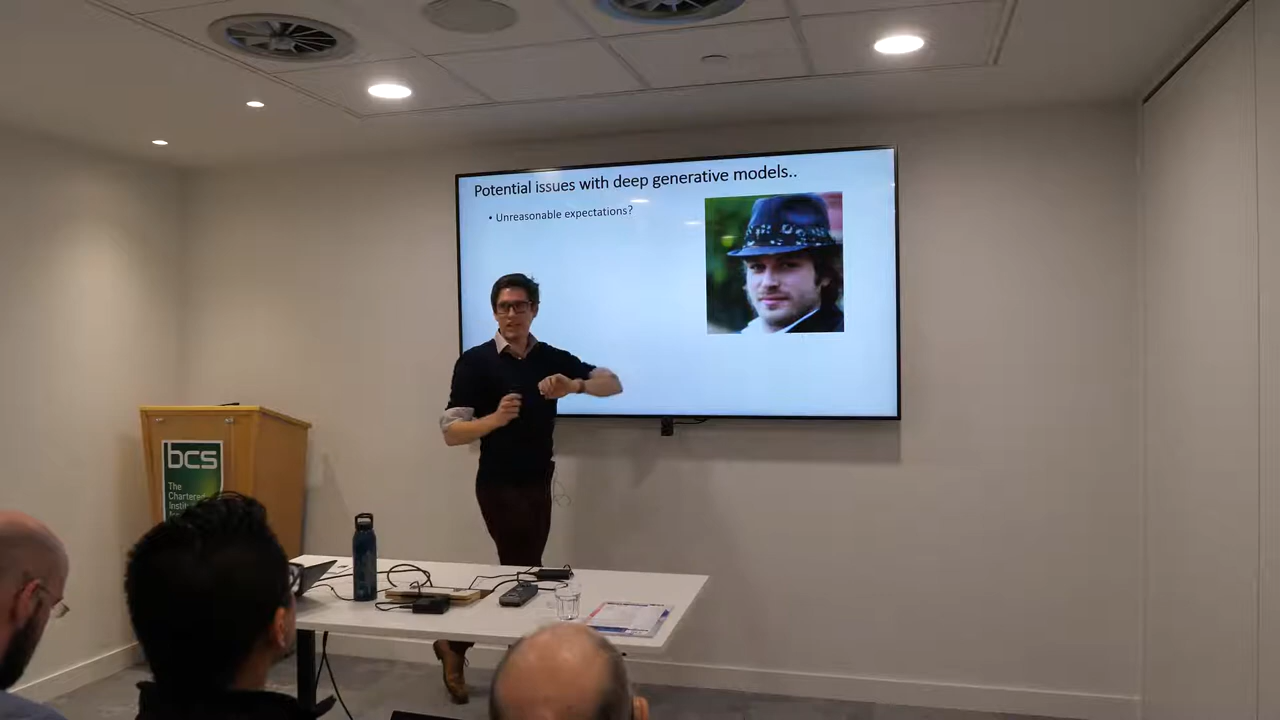 Potential issues with deep generative models..
• Unreasonable expectations?
bcs
The
Chartered